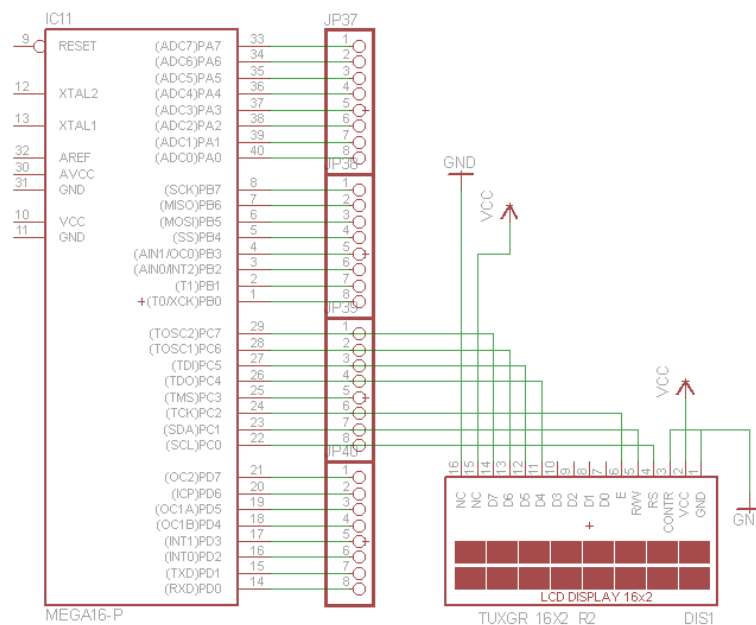 IC11
JP37
9 RESET (ADC7)PA7 33 1
(ADC6)PA6 34 2
(ADC5)PA5 35 3
12 XTAL2 (ADC4)PA4 36 4
(ADC3)PA3 37 5
13 XTAL1 (ADC2)PA2 38 6
(ADC1)PA1 39 7
32 AREF (ADC0)PA0 40 8
30 AVCC
JP38
31 GND (SCK)PB7 8 1
(MISO)PB6 7 2
10 VCC (MOSI)PB5 6 3
11 GND (SS)PB4 5 4
(AIN1/OC0)PB3 4 5
(AIN0/INT2)PB2 3 6
(T1)PB1 2 7
(T0/XCK)PB0 1 8
JP39
(TOSC2)PC7 29 1
(TOSC1)PC6 28 2
(TDI)PC5 27 3
(TDO)PC4 26 4
(TMS)PC3 25 5
(TCK)PC2 24 6
(SDA)PC1 23 7
(SCL)PC0 22 8
JP40
(OC2)PD7 21 1
(ICP)PD6 20 2
(OC1A)PD5 19 3
(OC1B)PD4 18 4
(INT1)PD3 17 5
(INT0)PD2 16 6
(TXD)PD1 15 7
(RXD)PD0 14 8
MEGA16-P
GND
VCC
VCC
GN
16 15 14 13 12 11 10 9 8 7 6 5 4 3 2 1
NC NC D7 D6 D5 D4 D3 D2 D1 D0 E R/W RS CONTR VCC GND
LCD DISPLAY 16x2
TUXGR 16X2 R2 DIS1